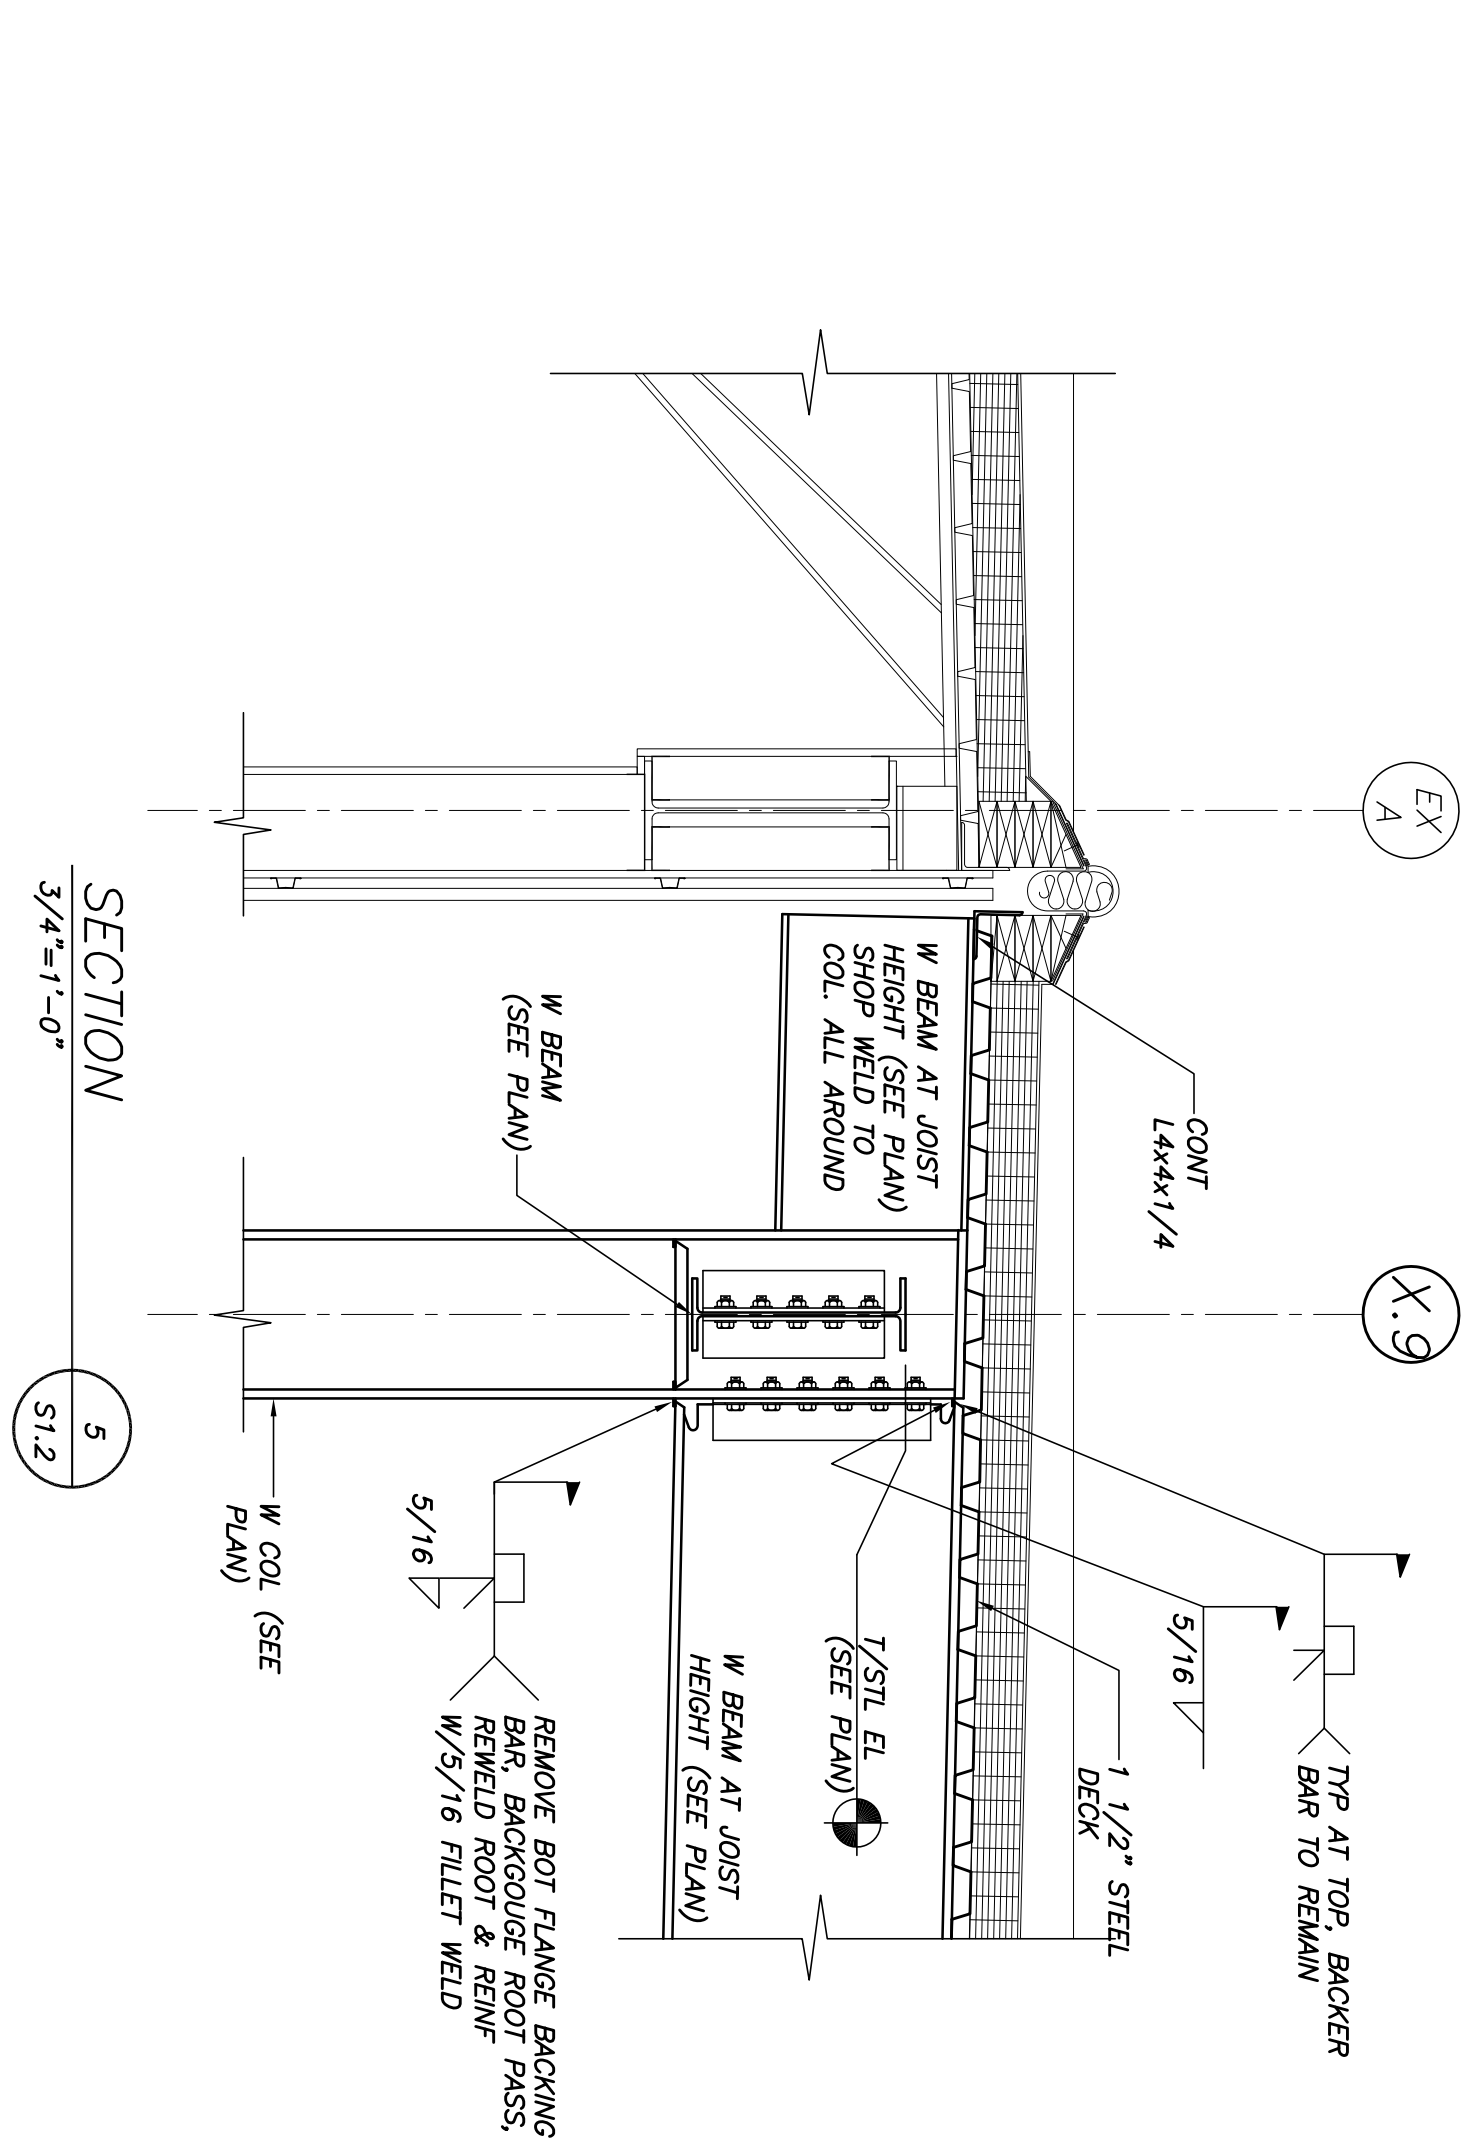 EX
A
X.9
CONT
L4x4x1/4
TYP AT TOP, BACKER
BAR TO REMAIN
5/16
1 1/2" STEEL
DECK
W BEAM AT JOIST
HEIGHT (SEE PLAN)
SHOP WELD TO
COL. ALL AROUND
T/STL EL
(SEE PLAN)
W BEAM AT JOIST
HEIGHT (SEE PLAN)
W BEAM
(SEE PLAN)
REMOVE BOT FLANGE BACKING
BAR, BACKGOUGE ROOT PASS,
REWELD ROOT & REINF
W/5/16 FILLET WELD
5/16
W COL (SEE
PLAN)
SECTION
3/4"=1'-0"
5
S1.2